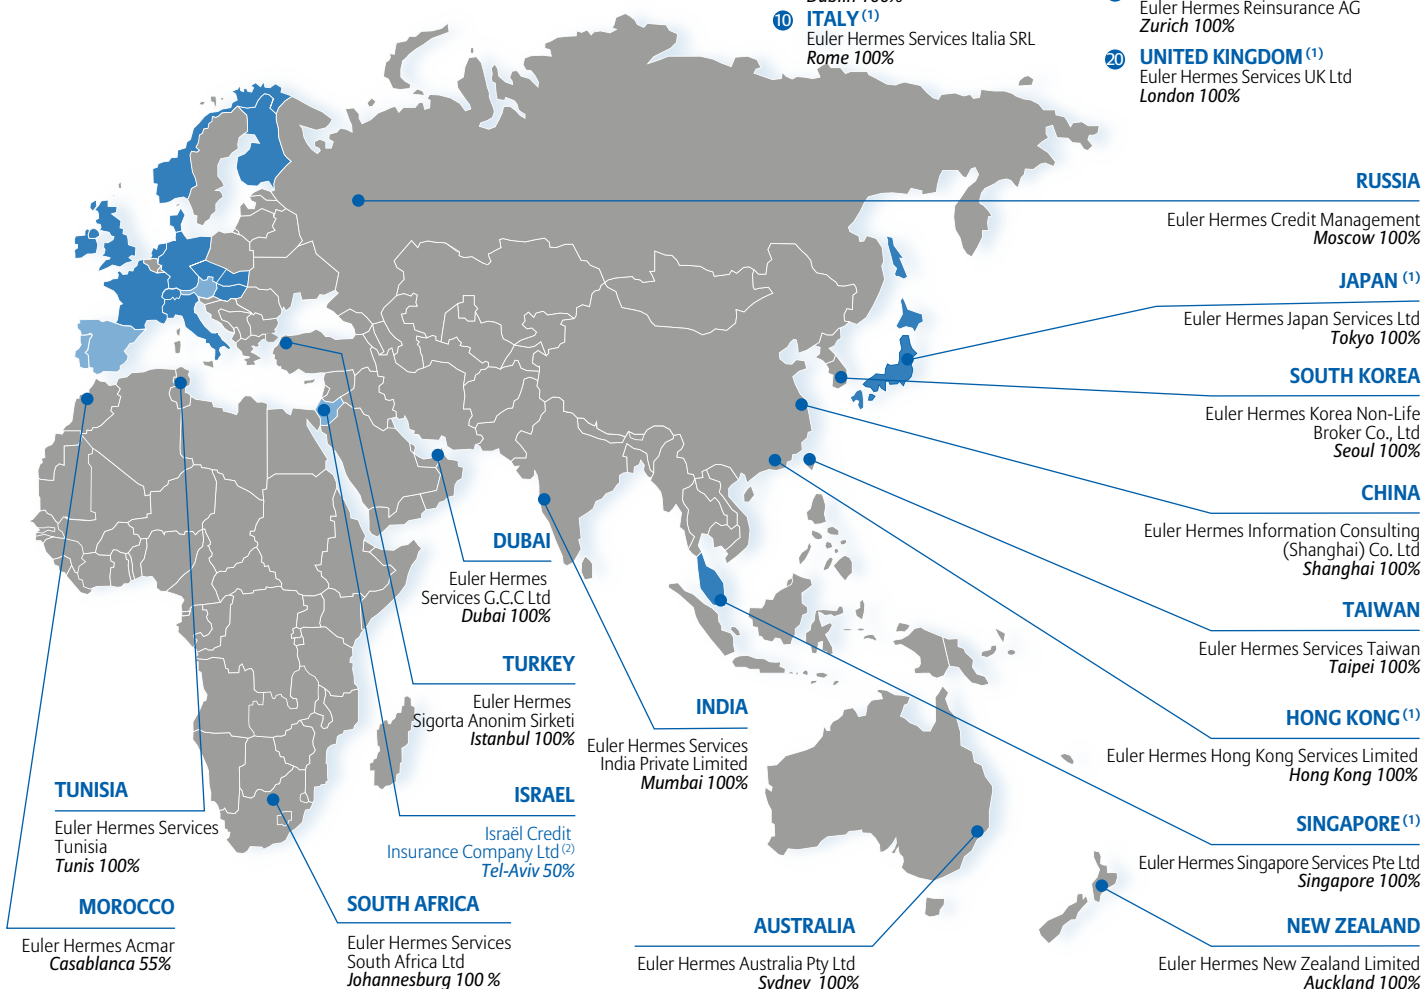 Dublin 100%
10 ITALY (1)
Euler Hermes Services Italia SRL
Rome 100%
Euler Hermes Reinsurance AG
Zurich 100%
20 UNITED KINGDOM (1)
Euler Hermes Services UK Ltd
London 100%
RUSSIA
Euler Hermes Credit Management
Moscow 100%
JAPAN (1)
Euler Hermes Japan Services Ltd
Tokyo 100%
SOUTH KOREA
Euler Hermes Korea Non-Life
Broker Co., Ltd
Seoul 100%
CHINA
Euler Hermes Information Consulting
(Shanghai) Co. Ltd
Shanghai 100%
TAIWAN
Euler Hermes Services Taiwan
Taipei 100%
HONG KONG (1)
Euler Hermes Hong Kong Services Limited
Hong Kong 100%
SINGAPORE (1)
Euler Hermes Singapore Services Pte Ltd
Singapore 100%
NEW ZEALAND
Euler Hermes New Zealand Limited
Auckland 100%
DUBAI
Euler Hermes
Services G.C.C Ltd
Dubai 100%
TURKEY
Euler Hermes
Sigorta Anonim Sirketi
Istanbul 100%
INDIA
Euler Hermes Services
India Private Limited
Mumbai 100%
ISRAEL
Israël Credit
Insurance Company Ltd (2)
Tel-Aviv 50%
TUNISIA
Euler Hermes Services
Tunisia
Tunis 100%
MOROCCO
Euler Hermes Acmar
Casablanca 55%
SOUTH AFRICA
Euler Hermes Services
South Africa Ltd
Johannesburg 100 %
AUSTRALIA
Euler Hermes Australia Pty Ltd
Sydney 100%